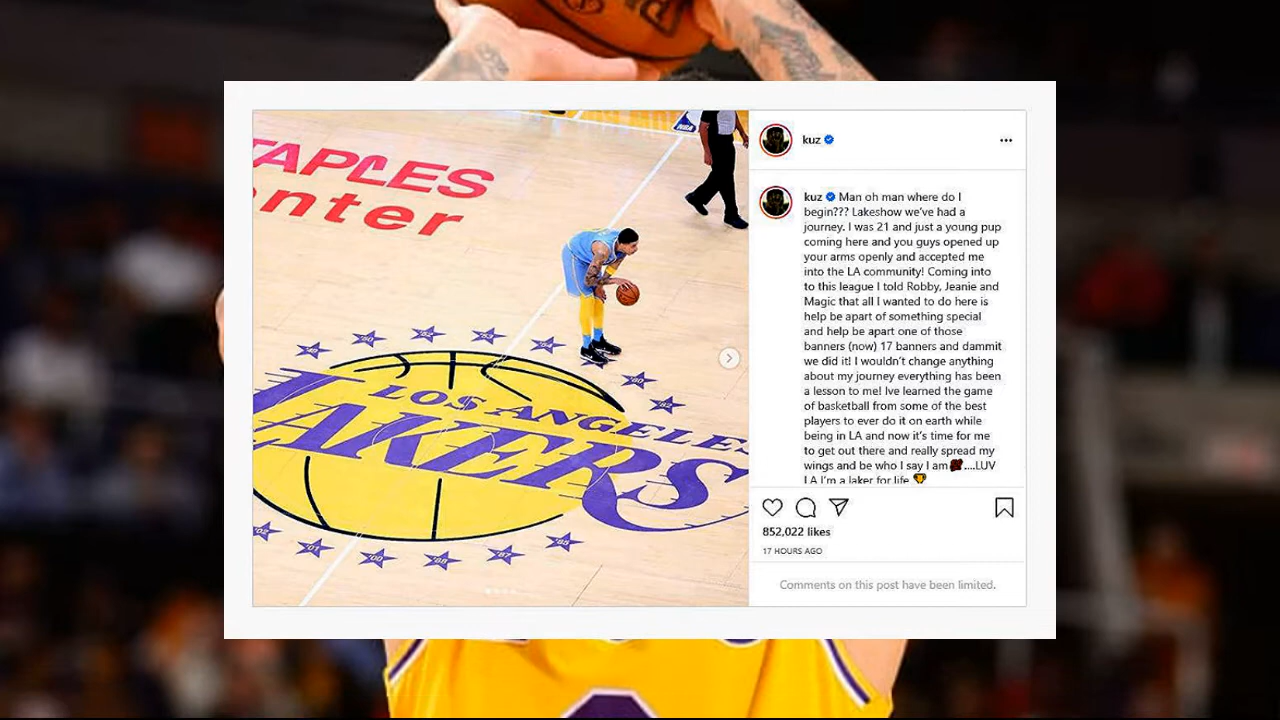 TAPLES
enter
NBA
LOS ANGELES
LAKERS
kuz
kuz Man oh man where do I
begin??? Lakeshow we've had a
journey. I was 21 and just a young pup
coming here and you guys opened up
your arms openly and accepted me
into the LA community! Coming into
to this league I told Robby, Jeanie and
Magic that all I wanted to do here is
help be apart of something special
and help be apart one of those
banners (now) 17 banners and dammit
we did it! I wouldn't change anything
about my journey everything has been
a lesson to me! Ive learned the game
of basketball from some of the best
players to ever do it on earth while
being in LA and now it's time for me
to get out there and really spread my
wings and be who I say I am....LUV
LA I'm a laker for life
852,022 likes
17 HOURS AGO
Comments on this post have been limited.